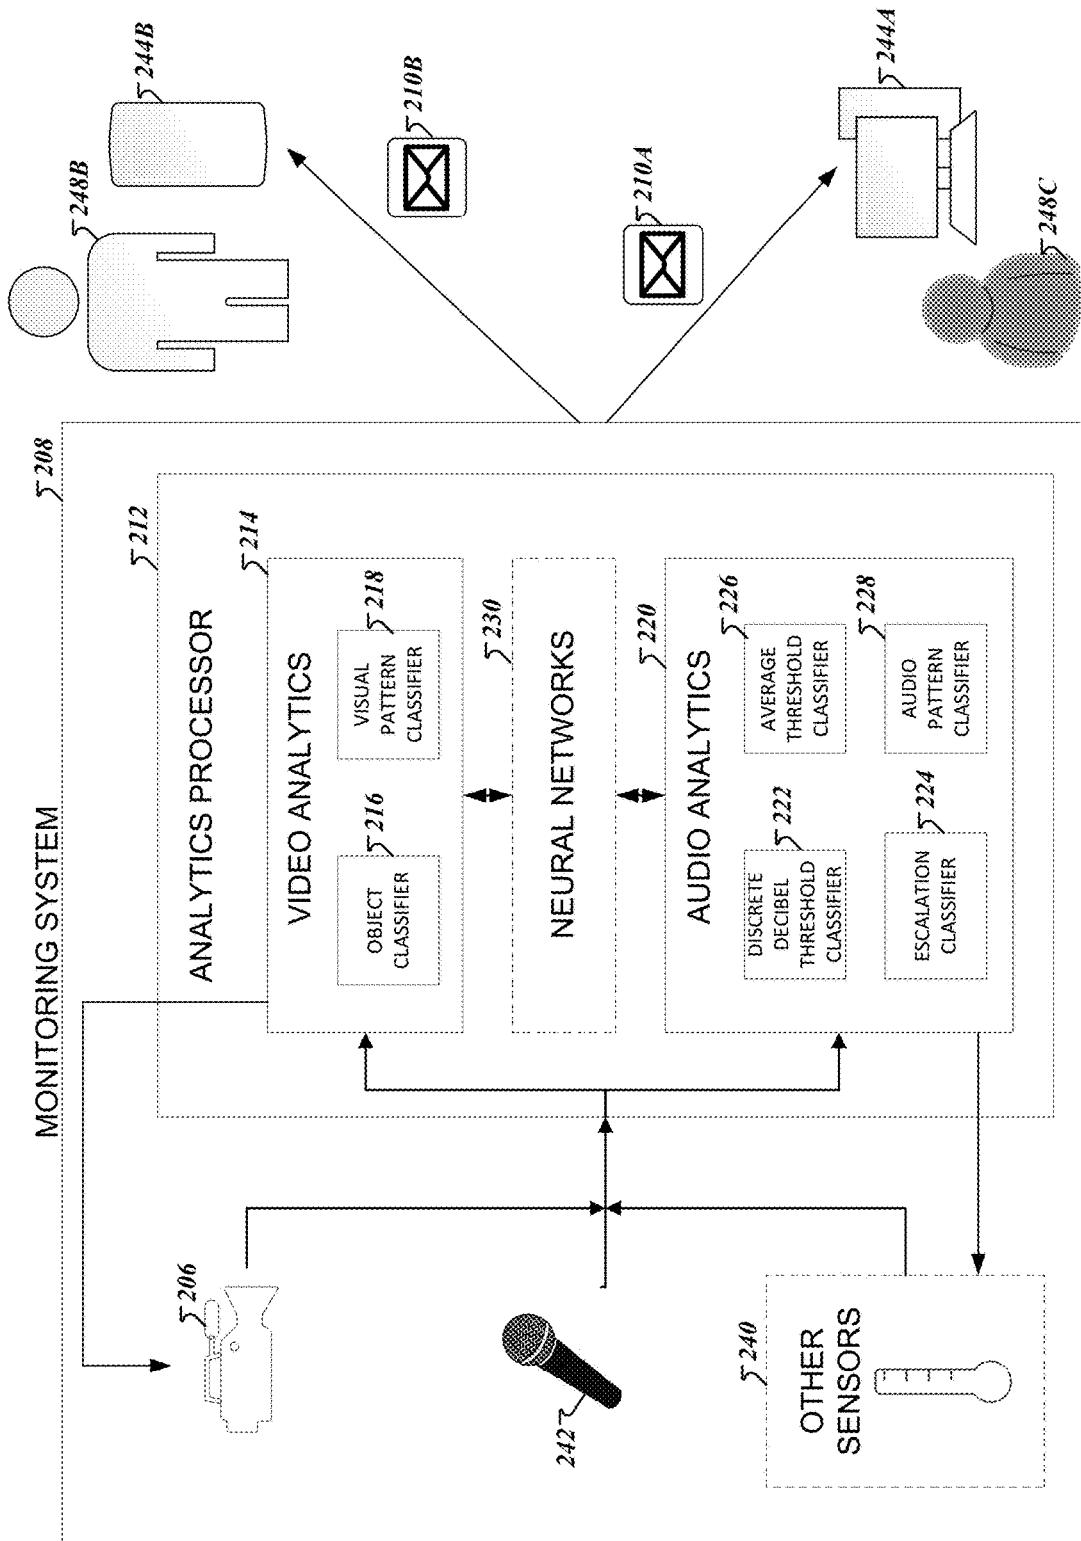 MONITORING SYSTEM
208
212
ANALYTICS PROCESSOR
214
VIDEO ANALYTICS
OBJECT
CLASSIFIER
216
VISUAL
PATTERN
CLASSIFIER
218
NEURAL NETWORKS
230
220
AUDIO ANALYTICS
DISCRETE
DECIBEL
THRESHOLD
CLASSIFIER
222
AVERAGE
THRESHOLD
CLASSIFIER
226
ESCALATION
CLASSIFIER
224
AUDIO
PATTERN
CLASSIFIER
228
206
242
240
OTHER
SENSORS
248B
244B
210B
210A
244A
248C